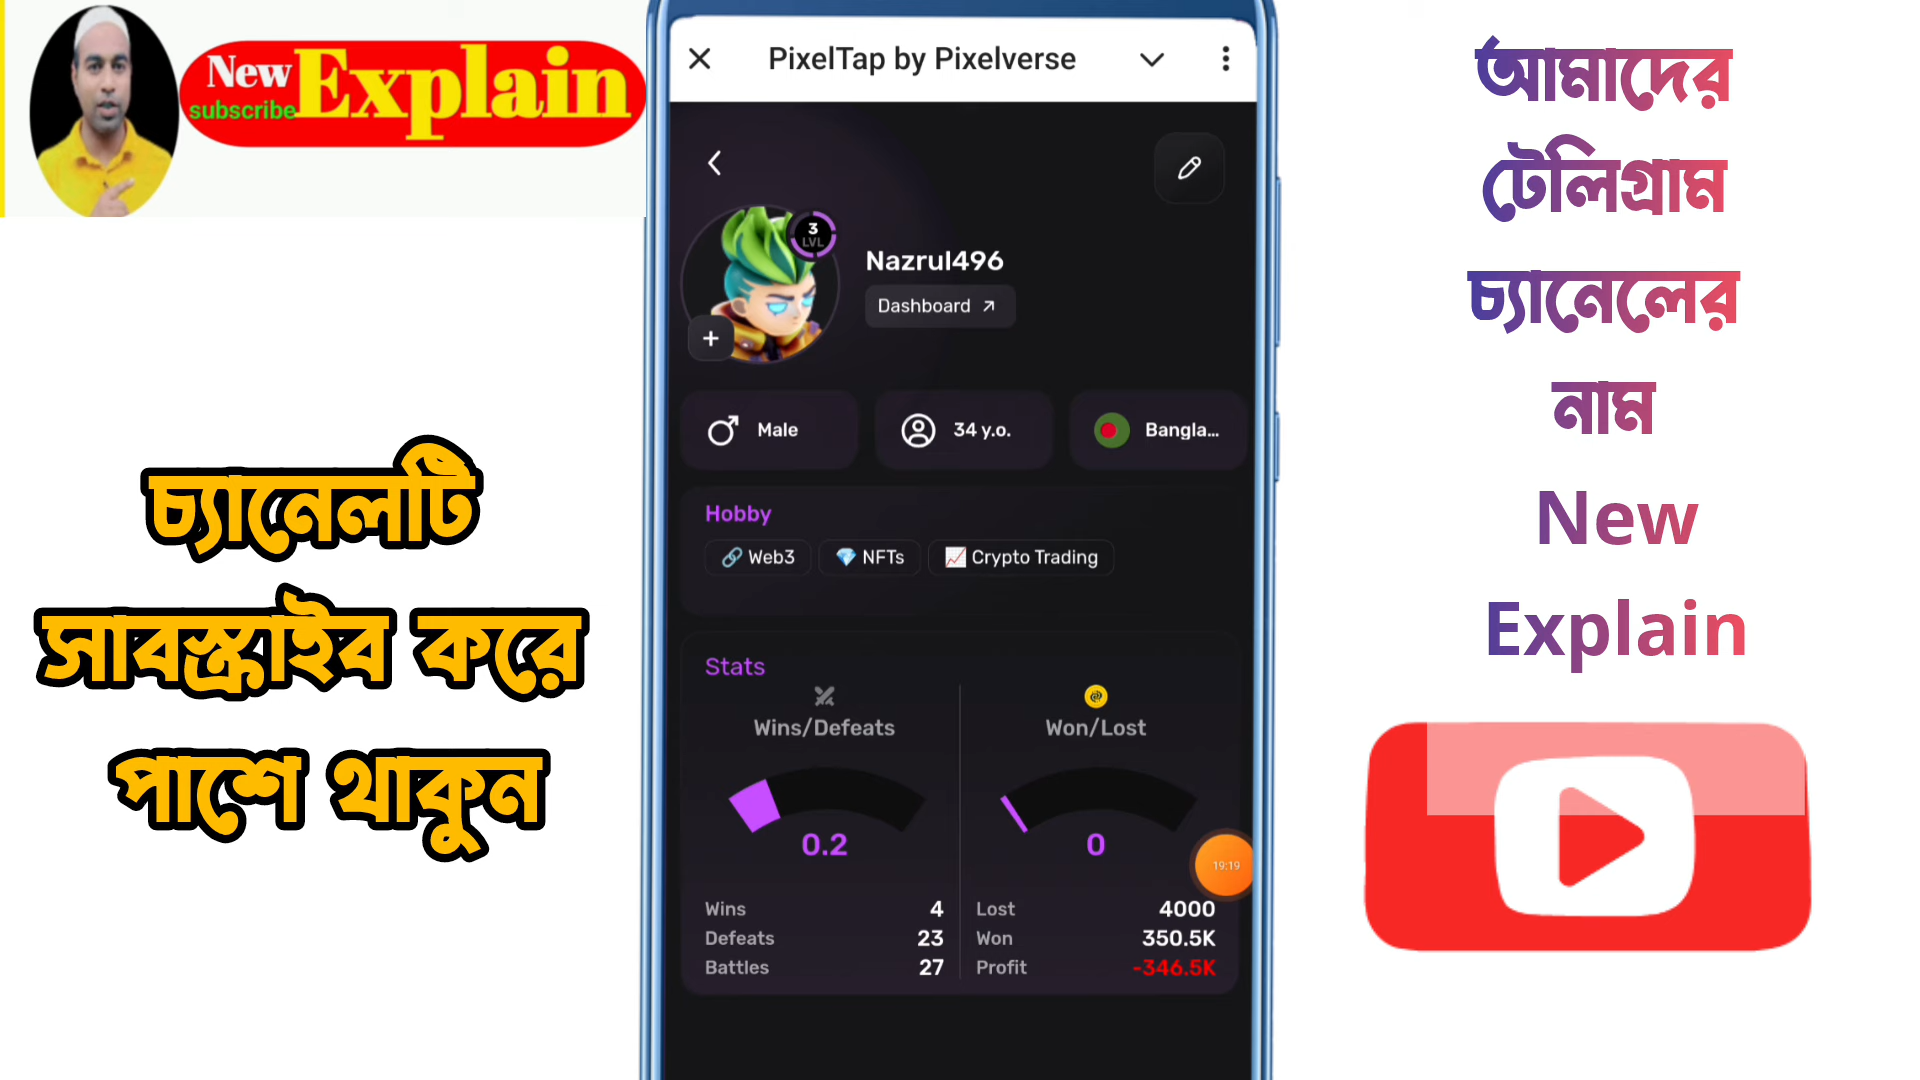 New
subscribe
Explain
চ্যানেলটি
সাবস্ক্রাইব করে
পাশে থাকুন
PixelTap by Pixelverse
3
LVL
Nazrul496
Dashboard
Male
34 y.o.
Bangla...
Hobby
Web3
NFTs
Crypto Trading
Stats
Wins/Defeats
Won/Lost
0.2
0
19:19
Wins 4
Defeats 23
Battles 27
Lost 4000
Won 350.5K
Profit -346.5K
আমাদের
টেলিগ্রাম
চ্যানেলের
নাম
New
Explain